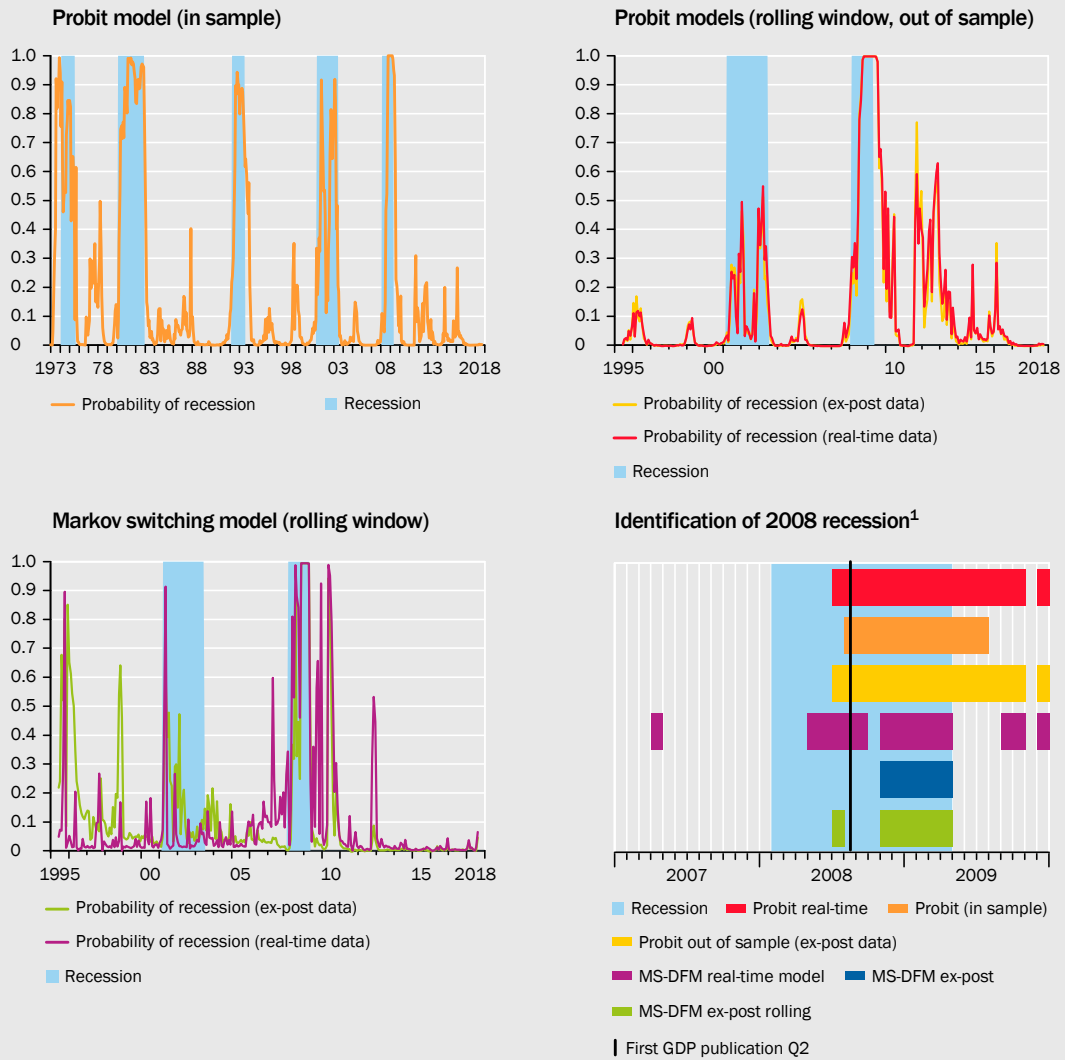 Probit model (in sample)
1.0
0.9
0.8
0.7
0.6
0.5
0.4
0.3
0.2
0.1
0
1973 78 83 88 93 98 03 08 13 2018
Probability of recession Recession
Probit models (rolling window, out of sample)
1.0
0.9
0.8
0.7
0.6
0.5
0.4
0.3
0.2
0.1
0
1995 00 05 10 15 2018
Probability of recession (ex-post data)
Probability of recession (real-time data)
Recession
Markov switching model (rolling window)
1.0
0.9
0.8
0.7
0.6
0.5
0.4
0.3
0.2
0.1
0
1995 00 05 10 15 2018
Probability of recession (ex-post data)
Probability of recession (real-time data)
Recession
Identification of 2008 recession¹
2007 2008 2009
Recession Probit real-time Probit (in sample)
Probit out of sample (ex-post data)
MS-DFM real-time model MS-DFM ex-post
MS-DFM ex-post rolling
First GDP publication Q2